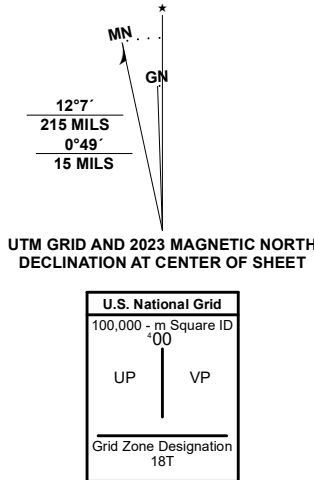 ★
MN
GN
12°7´
215 MILS
0°49´
15 MILS
UTM GRID AND 2023 MAGNETIC NORTH
DECLINATION AT CENTER OF SHEET
U.S. National Grid
100,000 - m Square ID
⁴00
UP VP
Grid Zone Designation
18T